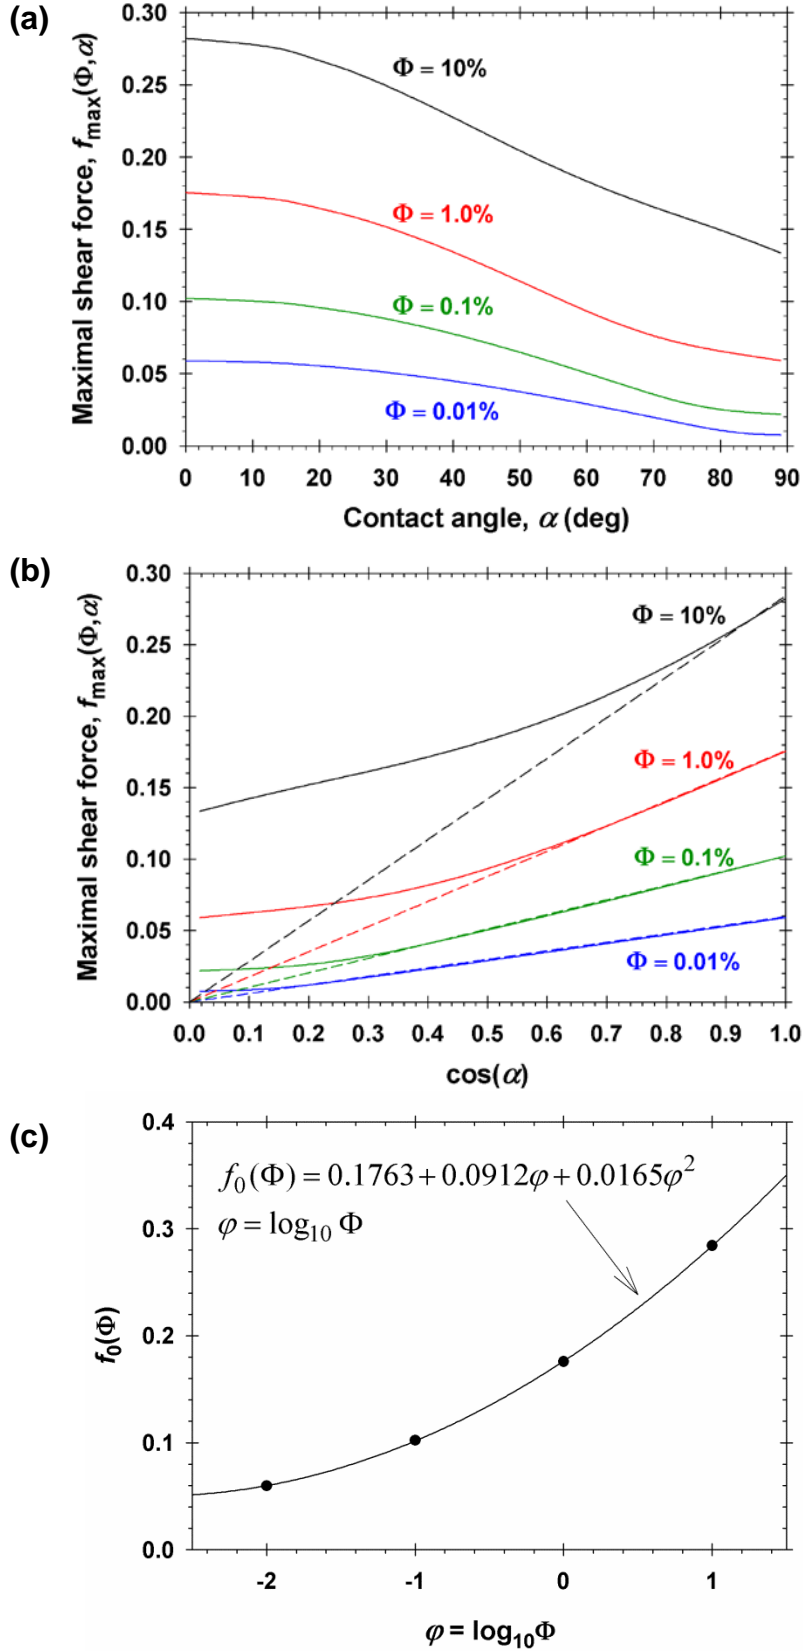 (a)
Maximal shear force, f_max(Φ,α)
0.30
0.25
0.20
0.15
0.10
0.05
0.00
Φ = 10%
Φ = 1.0%
Φ = 0.1%
Φ = 0.01%
0 10 20 30 40 50 60 70 80 90
Contact angle, α (deg)
(b)
Maximal shear force, f_max(Φ,α)
0.30
0.25
0.20
0.15
0.10
0.05
0.00
Φ = 10%
Φ = 1.0%
Φ = 0.1%
Φ = 0.01%
0.0 0.1 0.2 0.3 0.4 0.5 0.6 0.7 0.8 0.9 1.0
cos(α)
(c)
f₀(Φ)
0.4
0.3
0.2
0.1
0.0
f₀(Φ) = 0.1763 + 0.0912φ + 0.0165φ²
φ = log₁₀ Φ
-2 -1 0 1
φ = log₁₀Φ